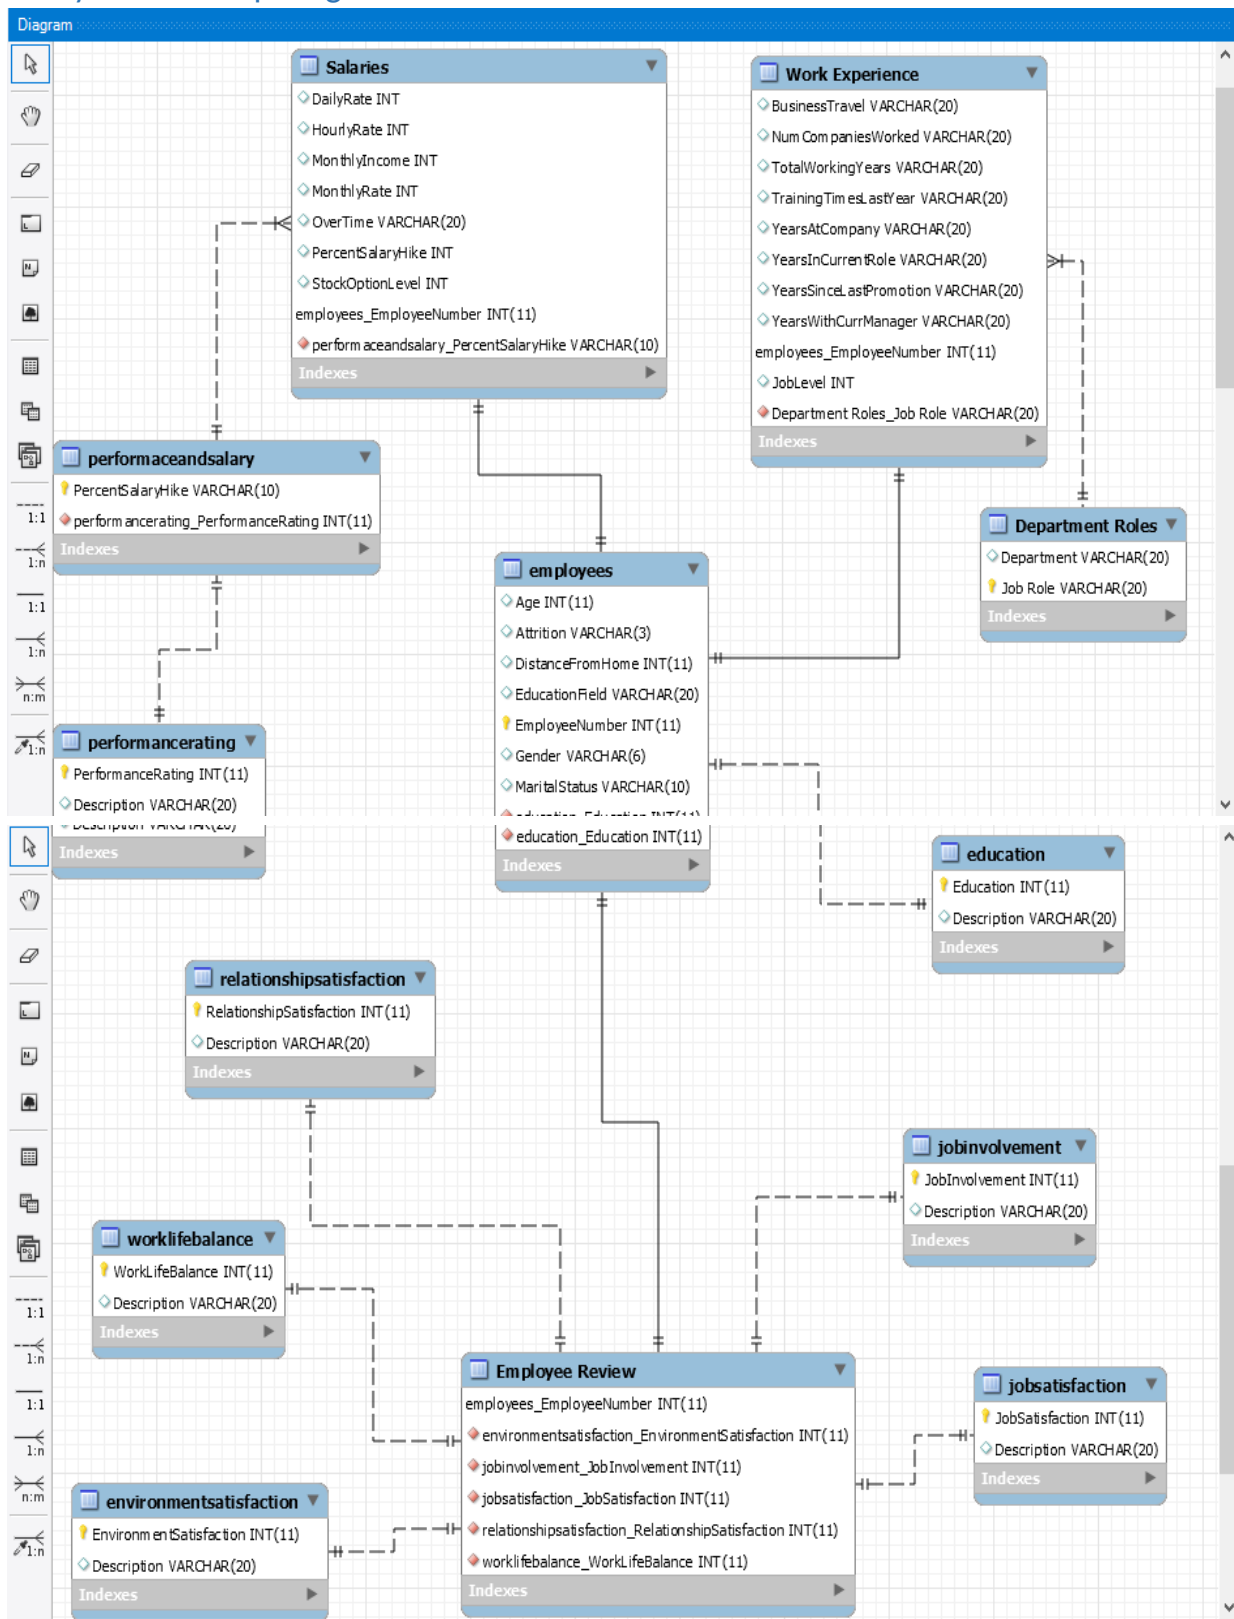 Diagram
Salaries
DailyRate INT
HourlyRate INT
MonthlyIncome INT
MonthlyRate INT
OverTime VARCHAR(20)
PercentSalaryHike INT
StockOptionLevel INT
employees_EmployeeNumber INT(11)
performaceandsalary_PercentSalaryHike VARCHAR(10)
Indexes
Work Experience
BusinessTravel VARCHAR(20)
NumCompaniesWorked VARCHAR(20)
TotalWorkingYears VARCHAR(20)
TrainingTimesLastYear VARCHAR(20)
YearsAtCompany VARCHAR(20)
YearsInCurrentRole VARCHAR(20)
YearsSinceLastPromotion VARCHAR(20)
YearsWithCurrManager VARCHAR(20)
employees_EmployeeNumber INT(11)
JobLevel INT
Department Roles_Job Role VARCHAR(20)
Indexes
performaceandsalary
PercentSalaryHike VARCHAR(10)
performancerating_PerformanceRating INT(11)
Indexes
Department Roles
Department VARCHAR(20)
Job Role VARCHAR(20)
Indexes
employees
Age INT(11)
Attrition VARCHAR(3)
DistanceFromHome INT(11)
EducationField VARCHAR(20)
EmployeeNumber INT(11)
Gender VARCHAR(6)
MaritalStatus VARCHAR(10)
education_Education INT(11)
education_Education INT(11)
Indexes
performancerating
PerformanceRating INT(11)
Description VARCHAR(20)
Description VARCHAR(20)
Indexes
1:1
1:n
1:1
1:n
n:m
1:n
education
Education INT(11)
Description VARCHAR(20)
Indexes
relationshipsatisfaction
RelationshipSatisfaction INT(11)
Description VARCHAR(20)
Indexes
jobinvolvement
JobInvolvement INT(11)
Description VARCHAR(20)
Indexes
worklifebalance
WorkLifeBalance INT(11)
Description VARCHAR(20)
Indexes
Employee Review
employees_EmployeeNumber INT(11)
environmentsatisfaction_EnvironmentSatisfaction INT(11)
jobinvolvement_JobInvolvement INT(11)
jobsatisfaction_JobSatisfaction INT(11)
relationshipsatisfaction_RelationshipSatisfaction INT(11)
worklifebalance_WorkLifeBalance INT(11)
Indexes
jobsatisfaction
JobSatisfaction INT(11)
Description VARCHAR(20)
Indexes
environmentsatisfaction
EnvironmentSatisfaction INT(11)
Description VARCHAR(20)
Indexes
1:1
1:n
1:1
1:n
n:m
1:n